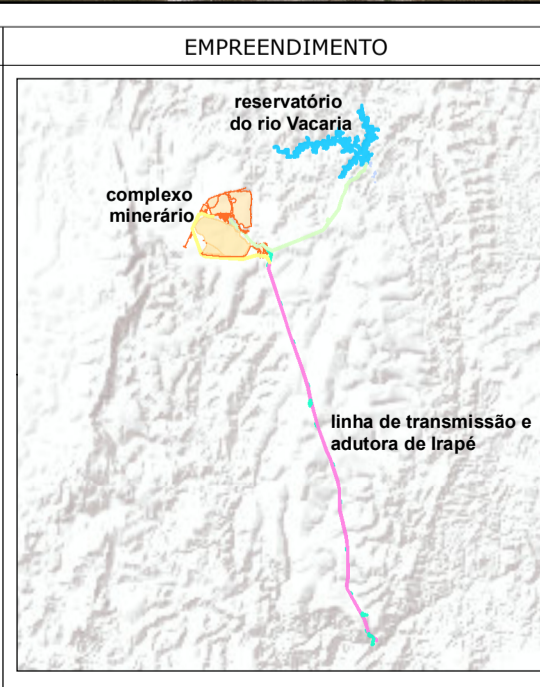 EMPREENDIMENTO
reservatório
do rio Vacaria
complexo
minerário
linha de transmissão e
adutora de Irapé